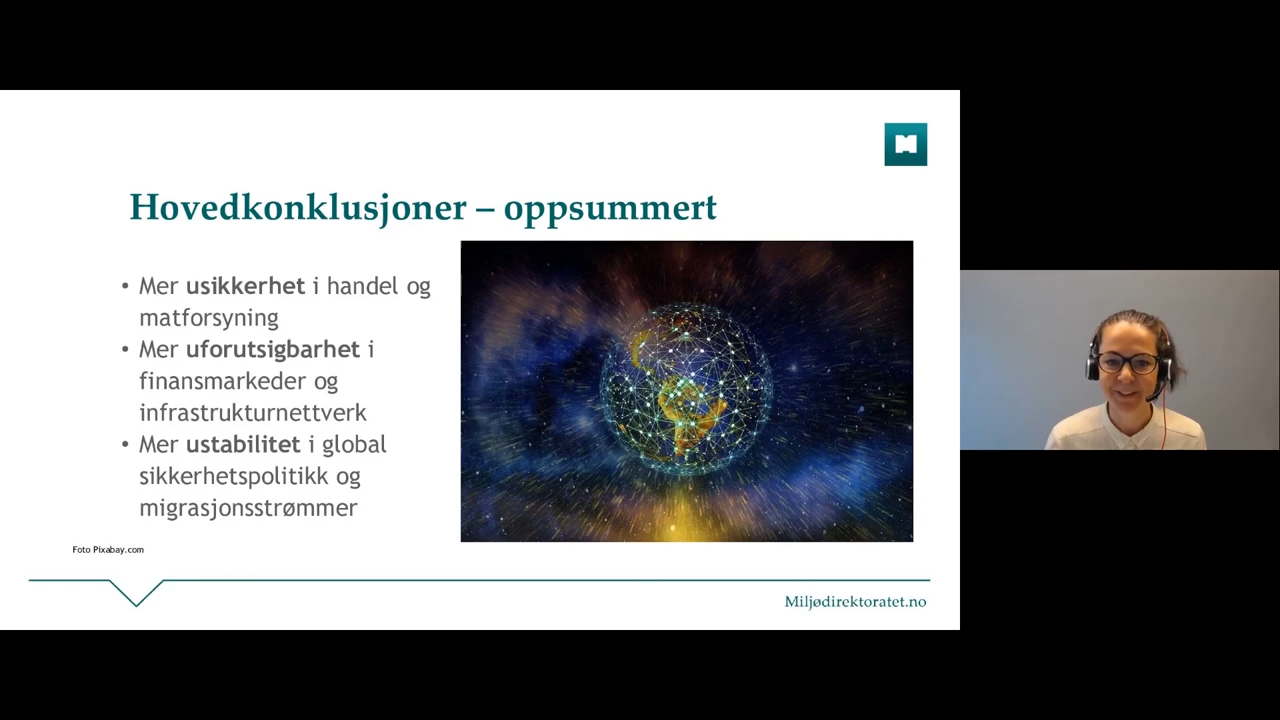 Hovedkonklusjoner – oppsummert
• Mer usikkerhet i handel og
matforsyning
• Mer uforutsigbarhet i
finansmarkeder og
infrastrukturnettverk
• Mer ustabilitet i global
sikkerhetspolitikk og
migrasjonsstrømmer
Foto Pixabay.com
Miljødirektoratet.no